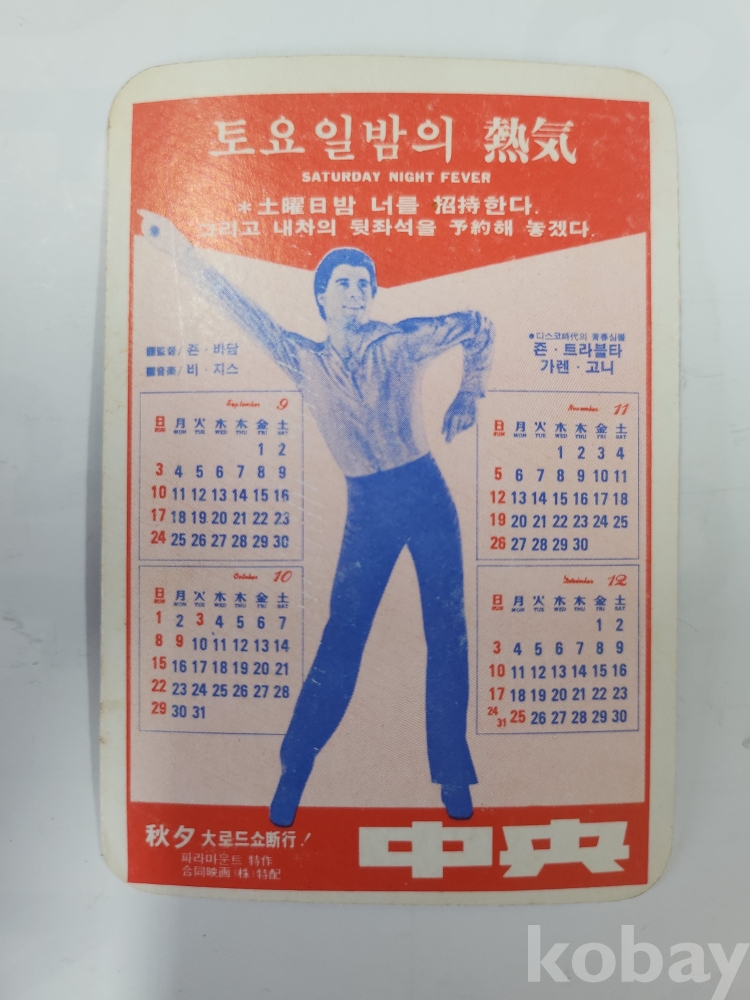 토요일밤의 熱気
SATURDAY NIGHT FEVER
*土曜日밤 너를 招待한다.
그리고 내차의 뒷좌석을 予約해 놓겠다.
■監督/죤·바담
■音楽/비·지스
●디스코時代의 靑春심볼
죤·트라블타
가렌·고니
September 9
日 月 火 水 木 金 土
SUN MON TUE WED THU FRI SAT
1 2
3 4 5 6 7 8 9
10 11 12 13 14 15 16
17 18 19 20 21 22 23
24 25 26 27 28 29 30
November 11
日 月 火 水 木 金 土
SUN MON TUE WED THU FRI SAT
1 2 3 4
5 6 7 8 9 10 11
12 13 14 15 16 17 18
19 20 21 22 23 24 25
26 27 28 29 30
October 10
日 月 火 水 木 金 土
SUN MON TUE WED THU FRI SAT
1 2 3 4 5 6 7
8 9 10 11 12 13 14
15 16 17 18 19 20 21
22 23 24 25 26 27 28
29 30 31
December 12
日 月 火 水 木 金 土
SUN MON TUE WED THU FRI SAT
1 2
3 4 5 6 7 8 9
10 11 12 13 14 15 16
17 18 19 20 21 22 23
24/31 25 26 27 28 29 30
秋夕 大로드쇼断行!
파라마운트 特作
合同映画(株)特配
中央
kobay